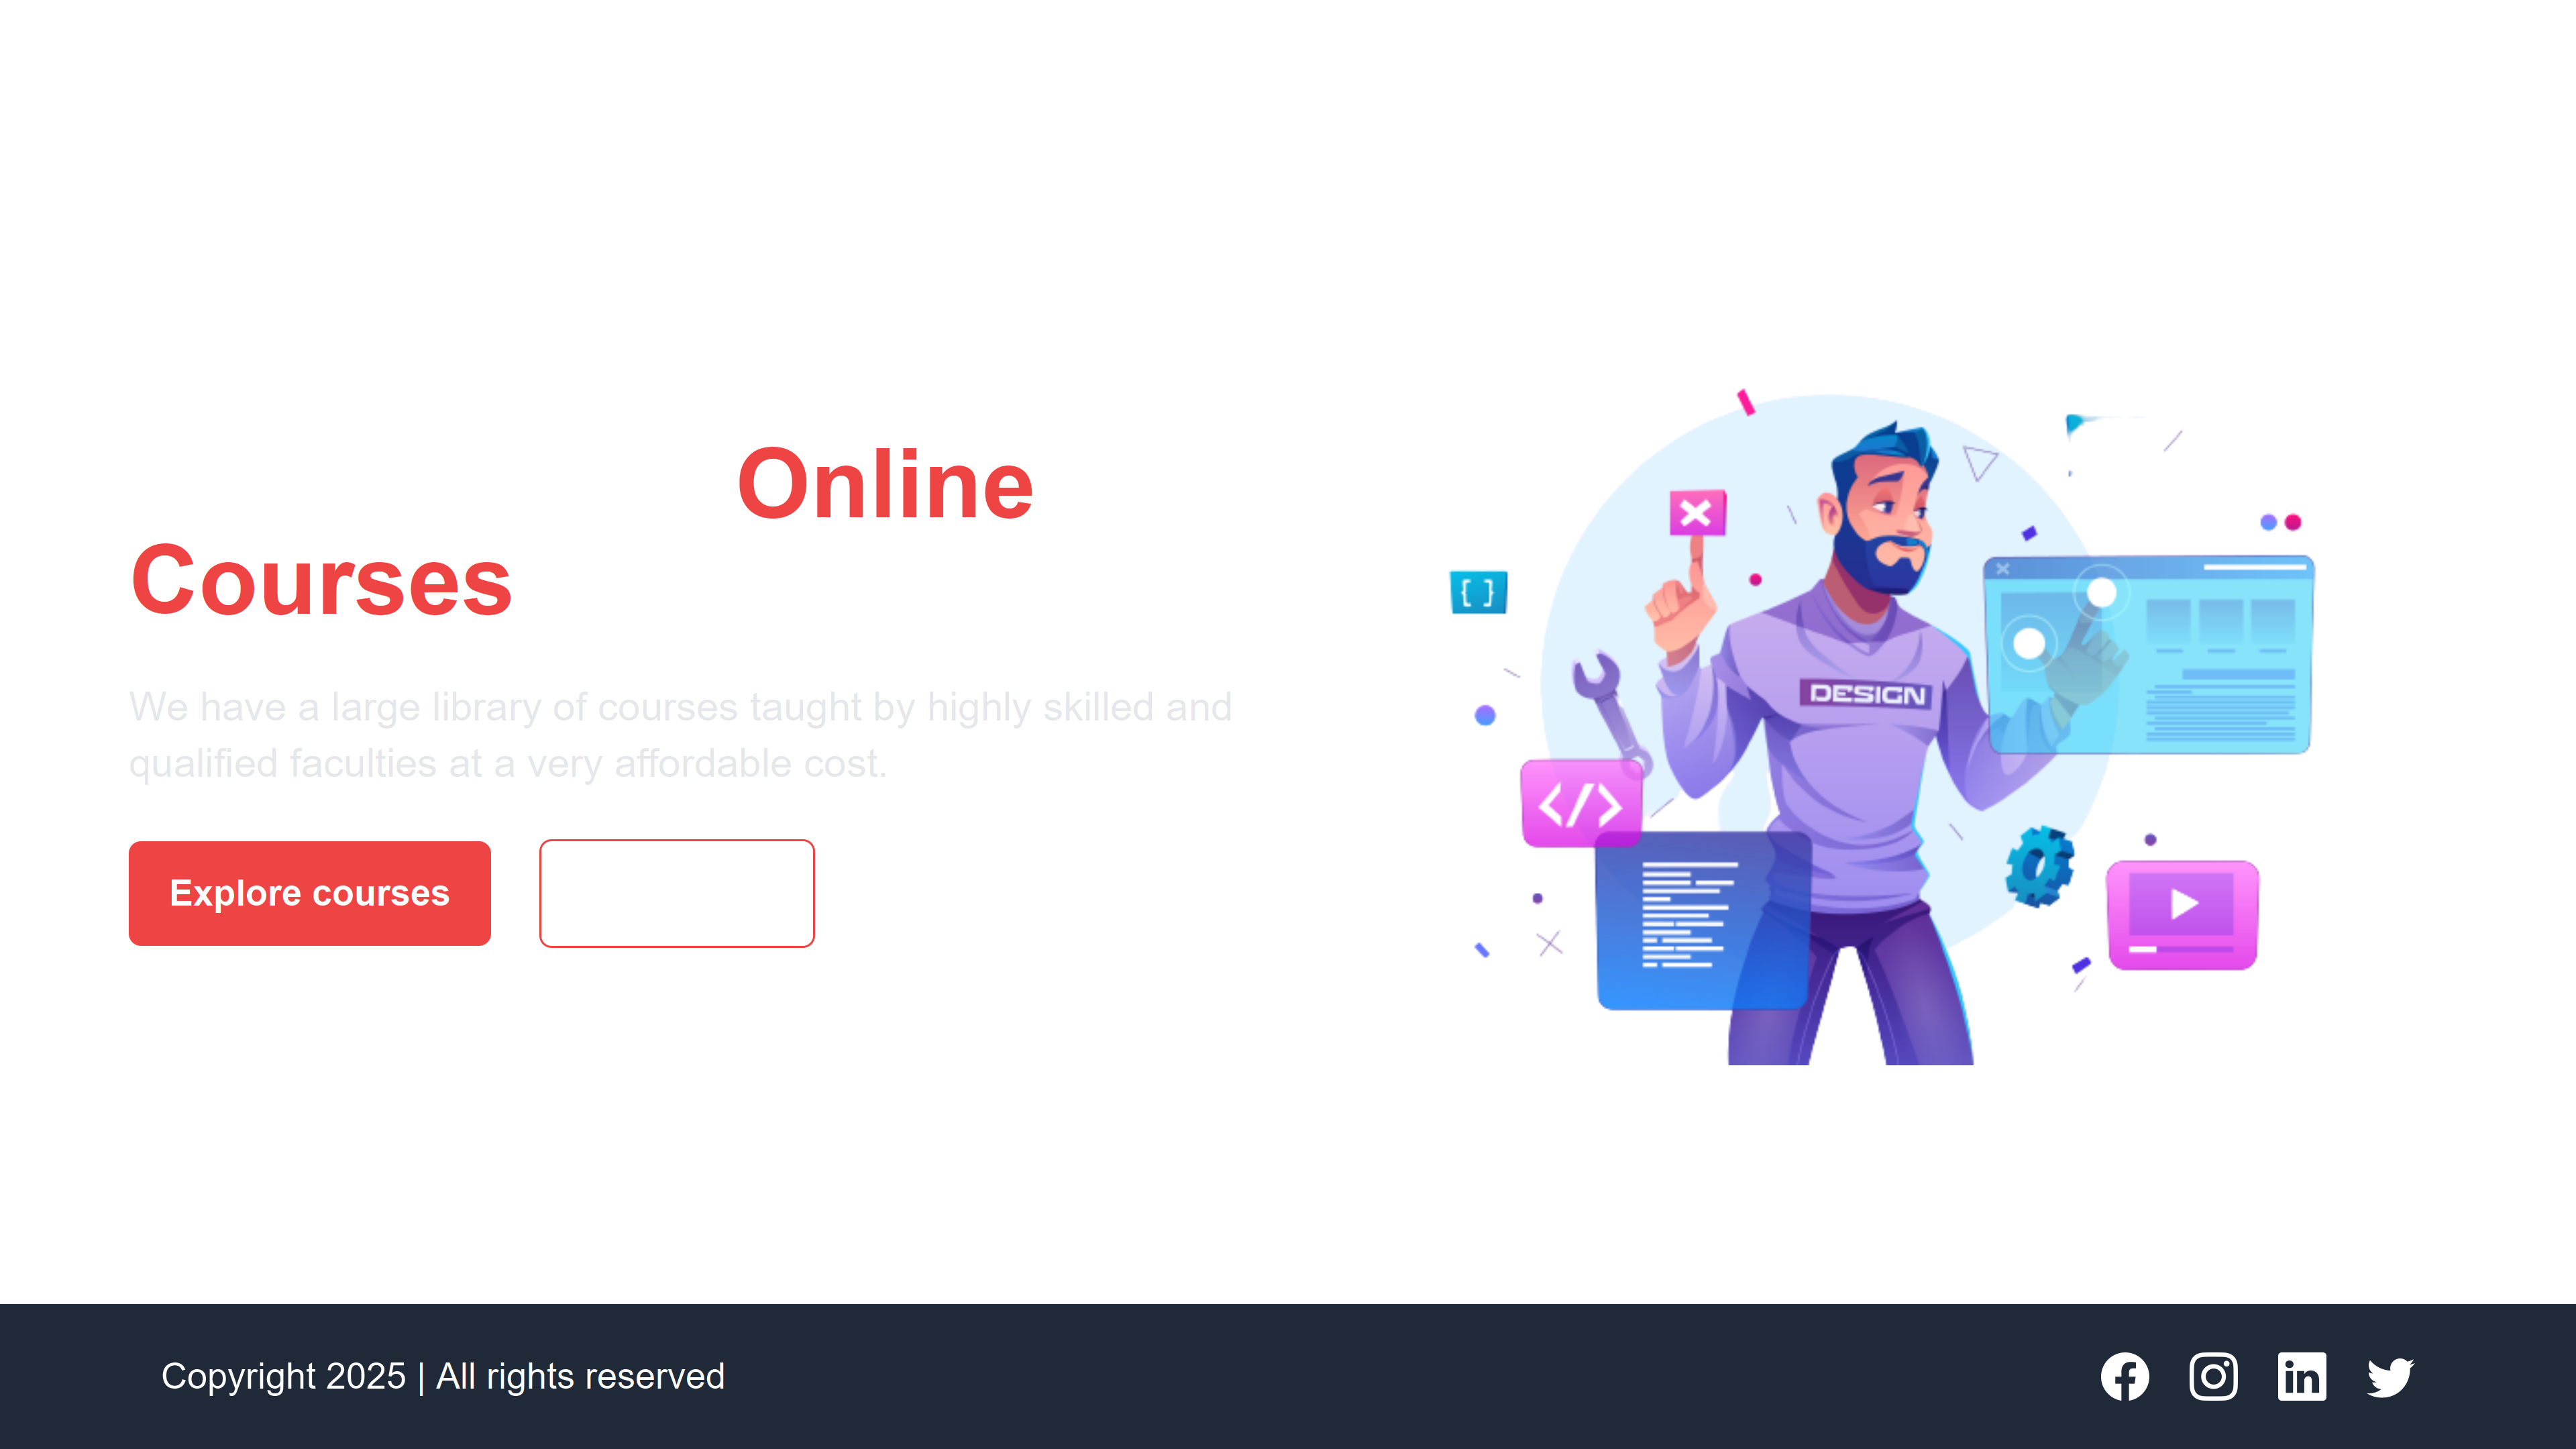 Online
Courses
We have a large library of courses taught by highly skilled and
qualified faculties at a very affordable cost.
Explore courses
DESIGN
{ }
</>
Copyright 2025 | All rights reserved